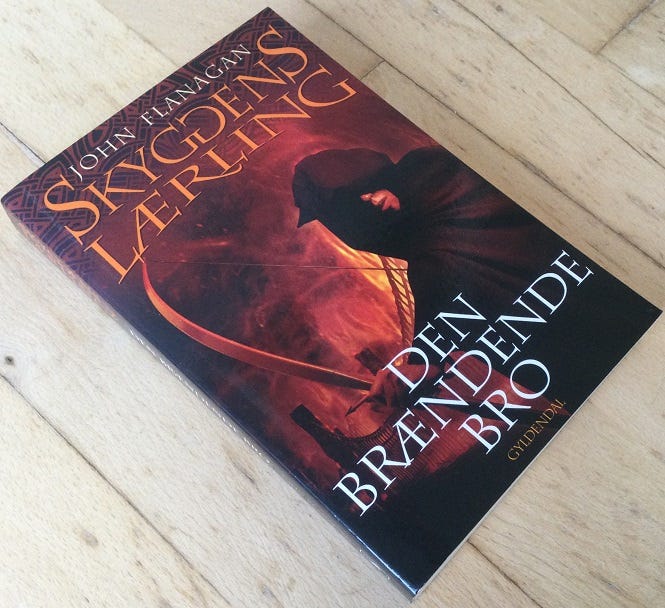 JOHN FLANAGAN
SKYGGENS
LÆRLING
DEN
BRÆNDENDE
BRO
GYLDENDAL